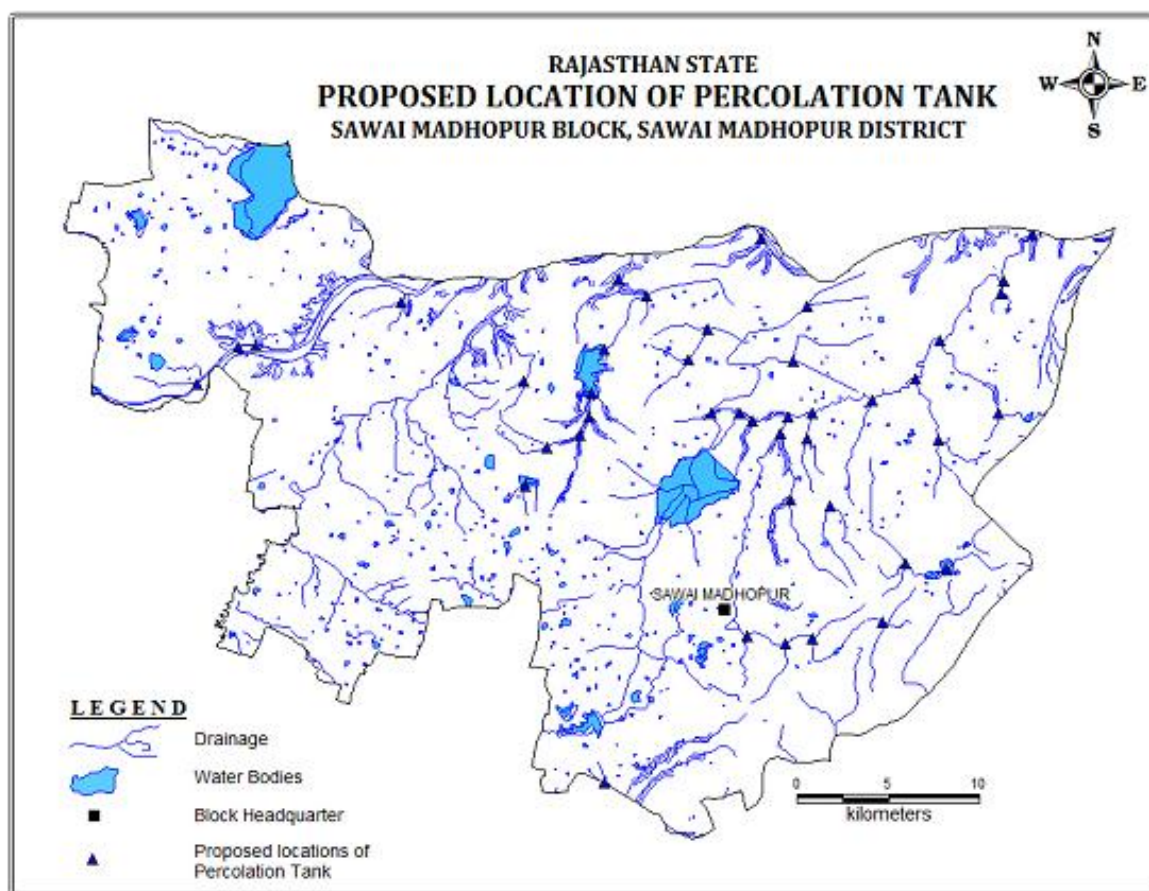 RAJASTHAN STATE
PROPOSED LOCATION OF PERCOLATION TANK
SAWAI MADHOPUR BLOCK, SAWAI MADHOPUR DISTRICT
N
W E
S
SAWAI MADHOPUR
LEGEND
Drainage
Water Bodies
Block Headquarter
Proposed locations of
Percolation Tank
0 5 10
kilometers